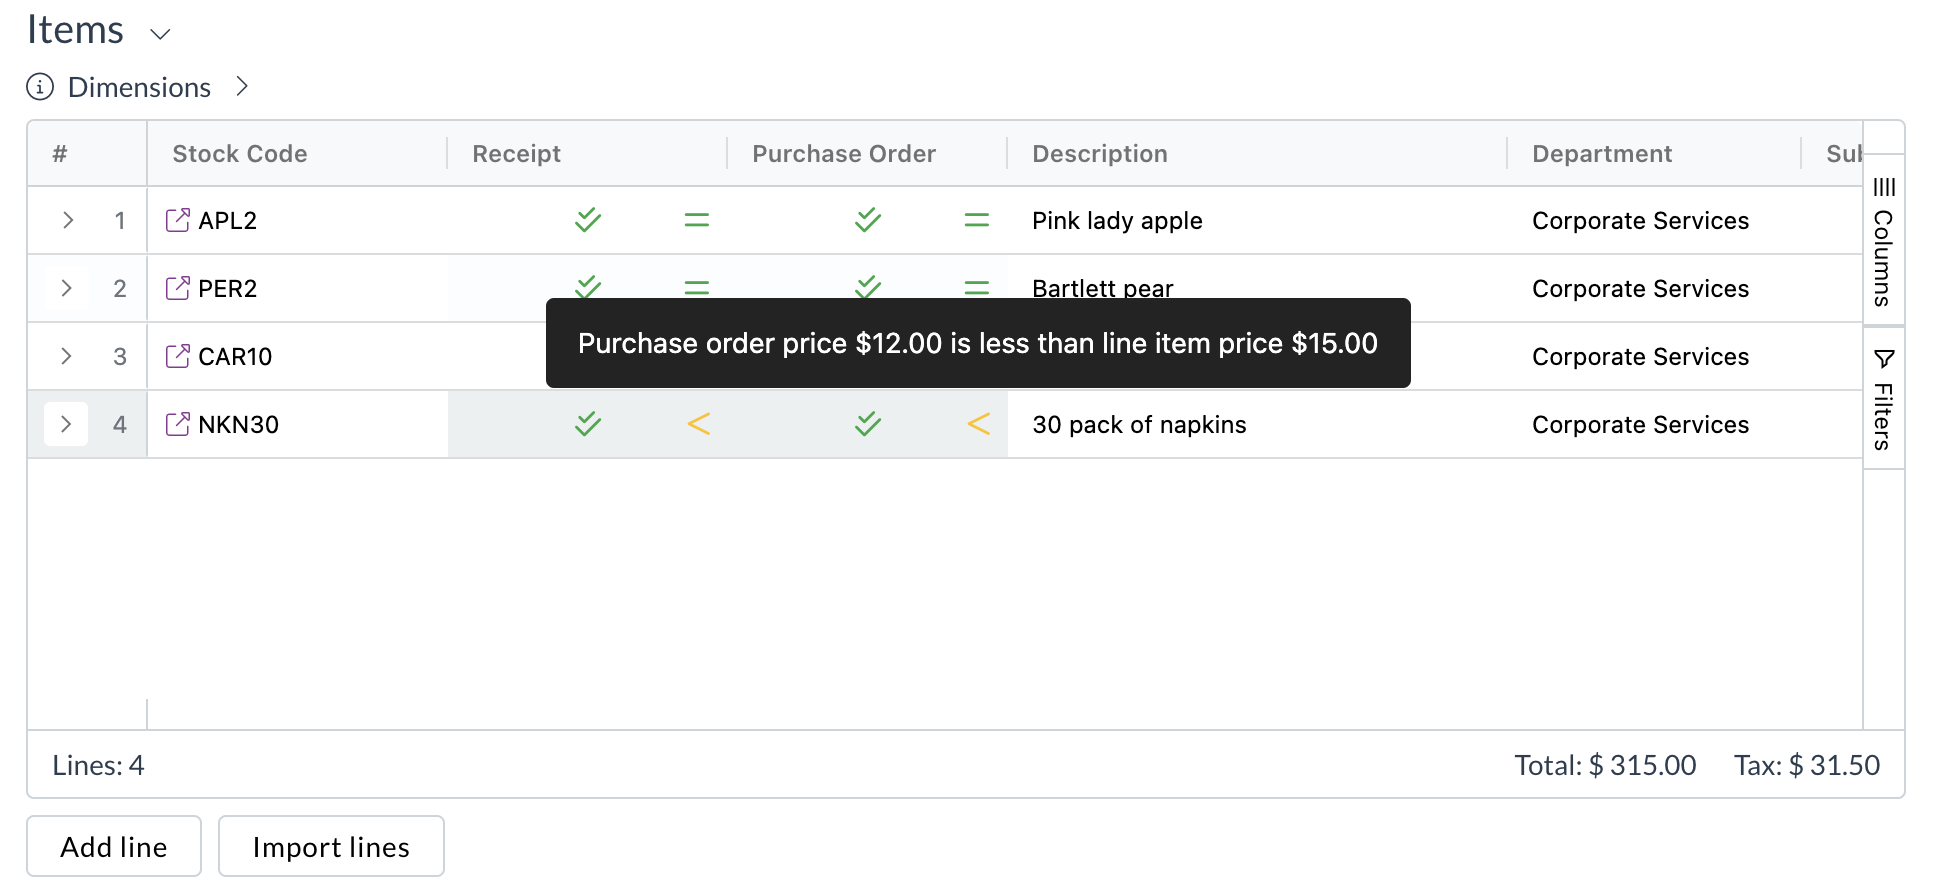 Items
Dimensions
# Stock Code Receipt Purchase Order Description Department Sub
1 APL2 = = Pink lady apple Corporate Services
2 PER2 = = Bartlett pear Corporate Services
Purchase order price $12.00 is less than line item price $15.00
3 CAR10 Corporate Services
4 NKN30 < < 30 pack of napkins Corporate Services
Columns
Filters
Lines: 4 Total: $ 315.00 Tax: $ 31.50
Add line Import lines